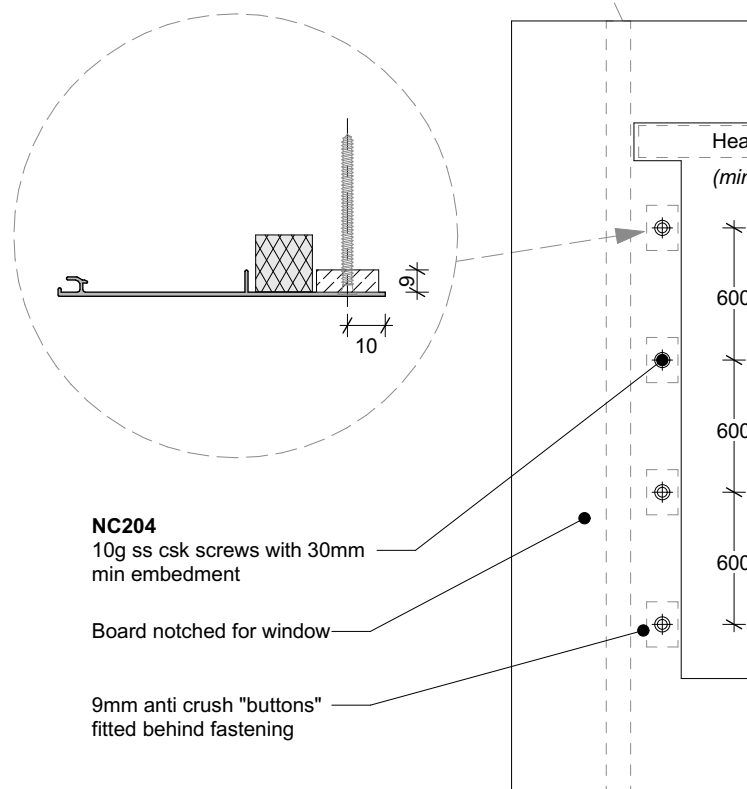 Hea
(min
9
10
600
600
600
NC204
10g ss csk screws with 30mm
min embedment
Board notched for window
9mm anti crush "buttons"
fitted behind fastening